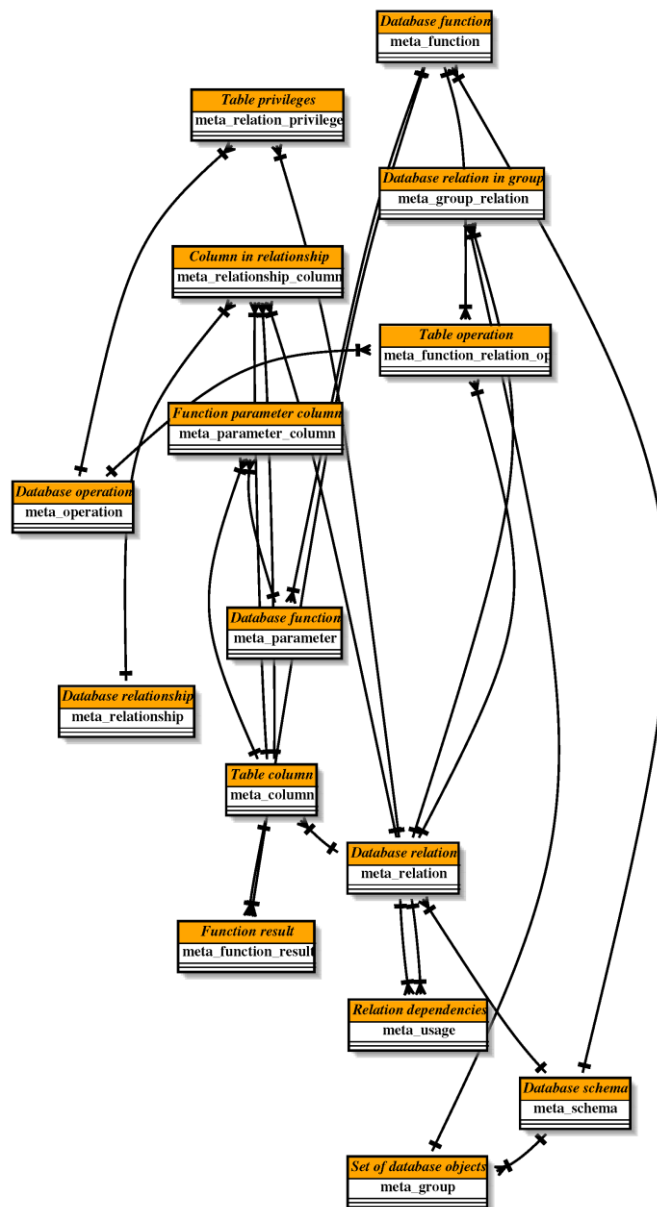 Database function
meta_function
Table privileges
meta_relation_privilege
Database relation in group
meta_group_relation
Column in relationship
meta_relationship_column
Table operation
meta_function_relation_op
Function parameter column
meta_parameter_column
Database operation
meta_operation
Database function
meta_parameter
Database relationship
meta_relationship
Table column
meta_column
Database relation
meta_relation
Function result
meta_function_result
Relation dependencies
meta_usage
Database schema
meta_schema
Set of database objects
meta_group